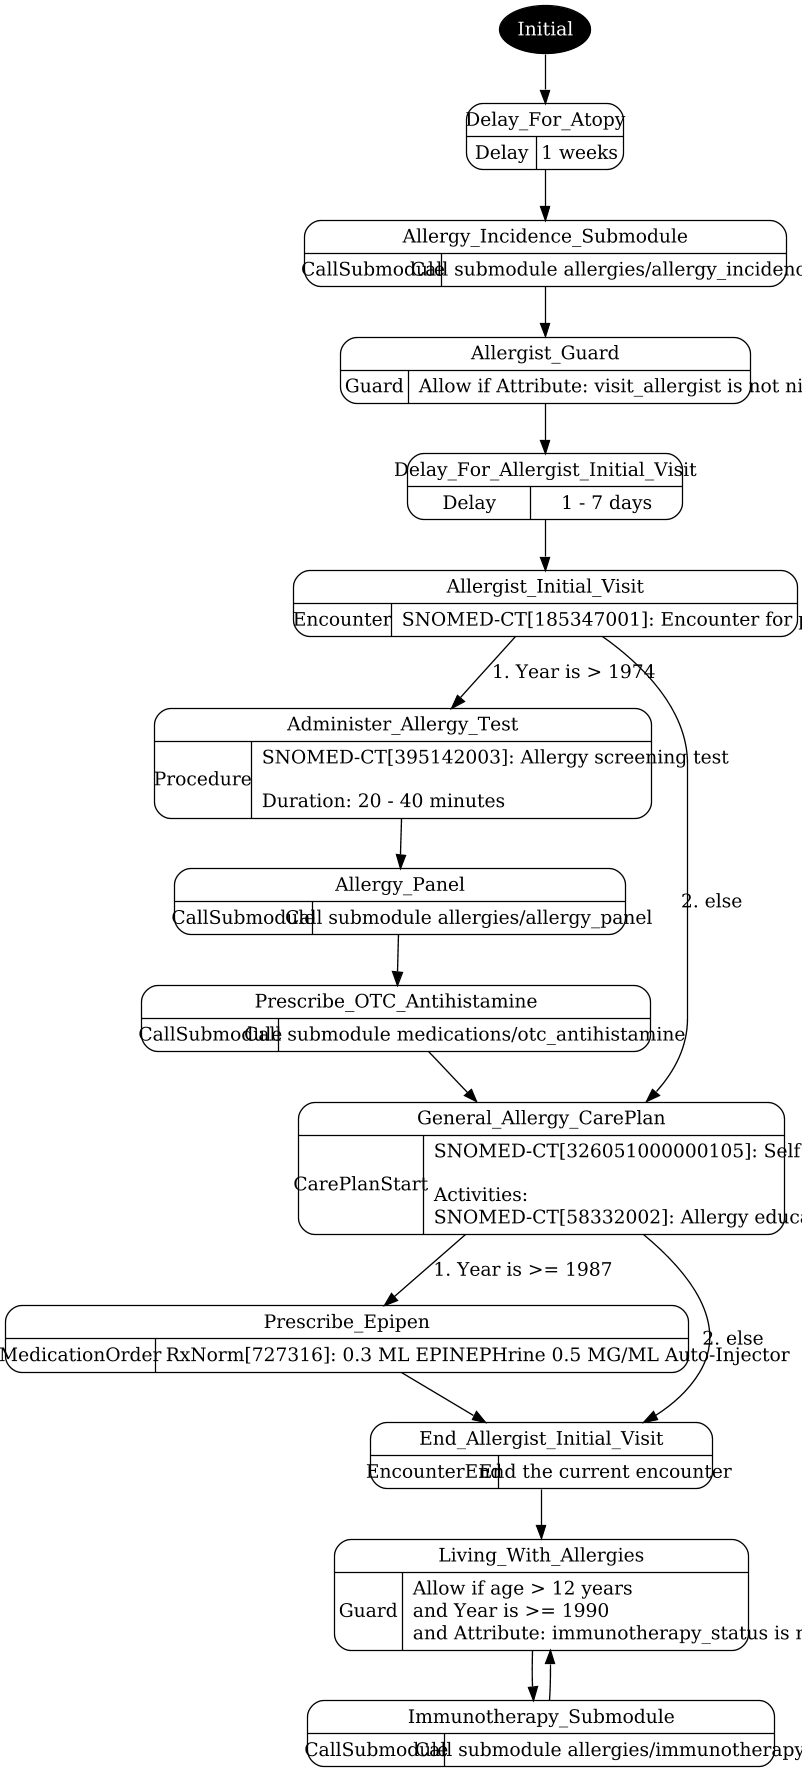 Initial
Delay_For_Atopy
Delay 1 weeks
Allergy_Incidence_Submodule
CallSubmodule Call submodule allergies/allergy_incidenc
Allergist_Guard
Guard Allow if Attribute: visit_allergist is not ni
Delay_For_Allergist_Initial_Visit
Delay 1 - 7 days
Allergist_Initial_Visit
Encounter SNOMED-CT[185347001]: Encounter for p
1. Year is > 1974
Administer_Allergy_Test
SNOMED-CT[395142003]: Allergy screening test
Procedure
Duration: 20 - 40 minutes
Allergy_Panel
2. else
CallSubmodule Call submodule allergies/allergy_panel
Prescribe_OTC_Antihistamine
CallSubmodule Call submodule medications/otc_antihistamine
General_Allergy_CarePlan
SNOMED-CT[326051000000105]: Self
CarePlanStart
Activities:
SNOMED-CT[58332002]: Allergy educa
1. Year is >= 1987
Prescribe_Epipen
2. else
MedicationOrder RxNorm[727316]: 0.3 ML EPINEPHrine 0.5 MG/ML Auto-Injector
End_Allergist_Initial_Visit
EncounterEnd End the current encounter
Living_With_Allergies
Allow if age > 12 years
Guard and Year is >= 1990
and Attribute: immunotherapy_status is
Immunotherapy_Submodule
CallSubmodule Call submodule allergies/immunotherapy